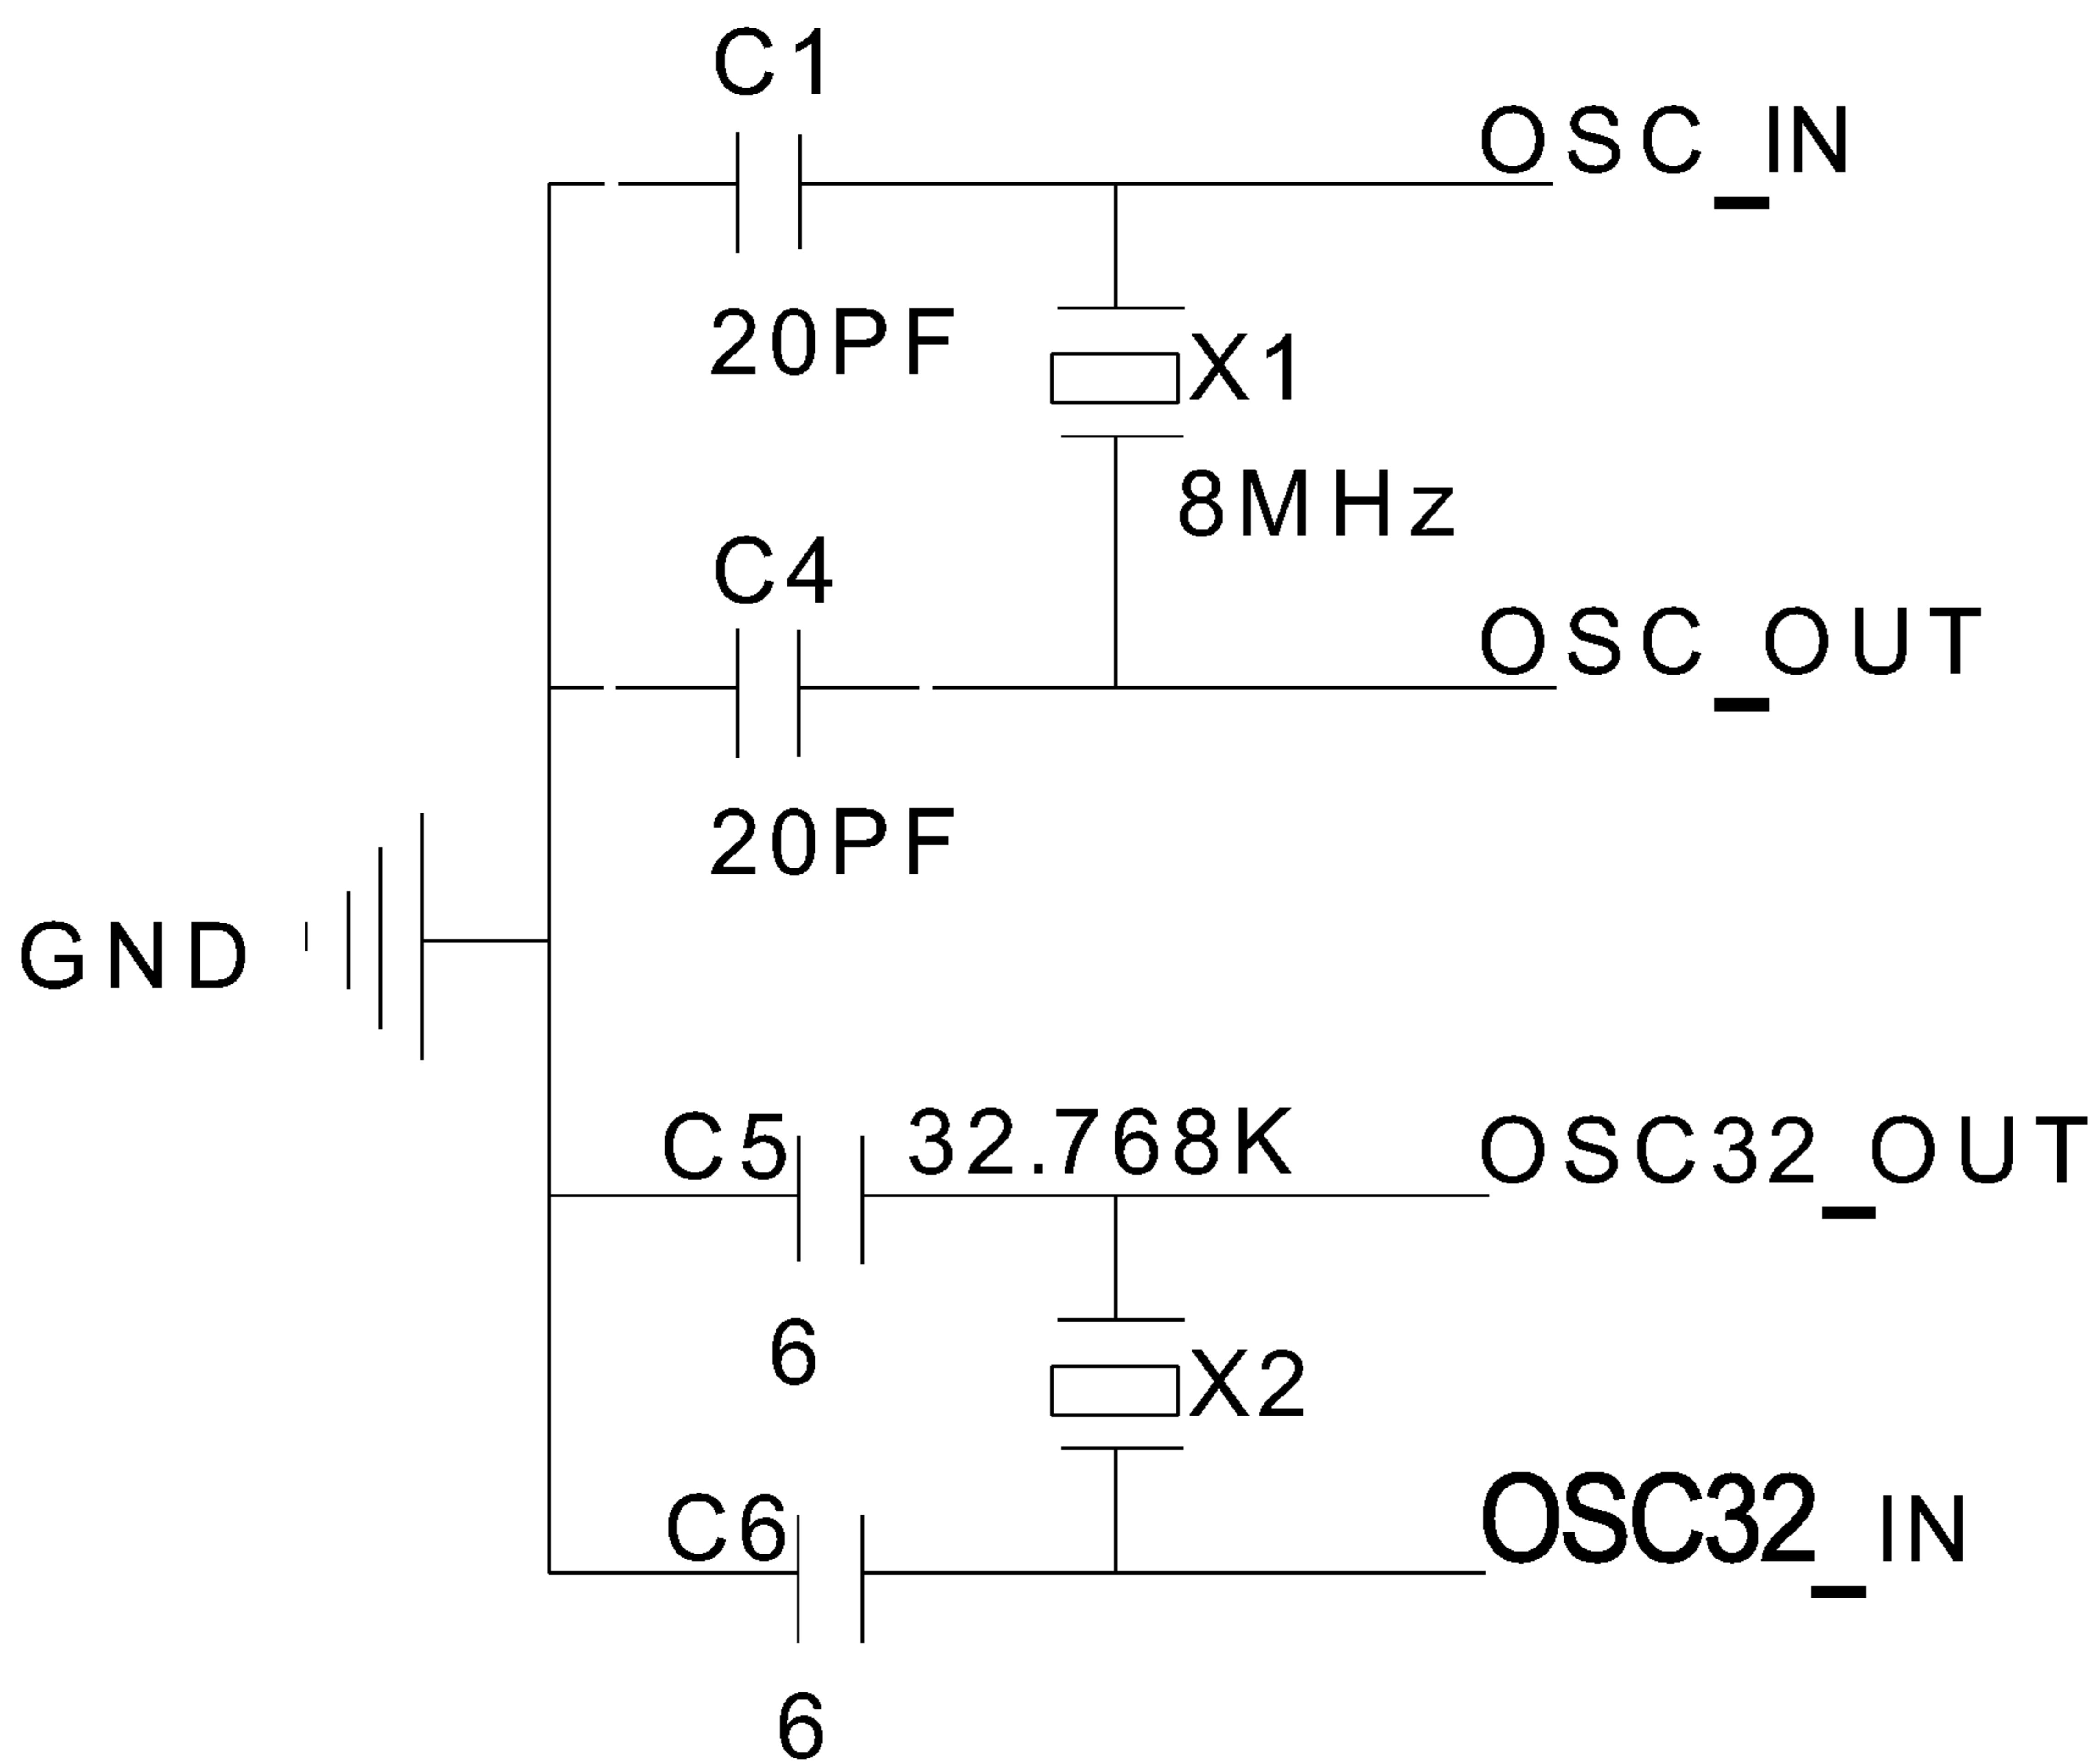 C1
OSC_IN
20PF
X1
8MHz
C4
OSC_OUT
20PF
GND
C5
32.768K
OSC32_OUT
6
X2
C6
OSC32_IN
6